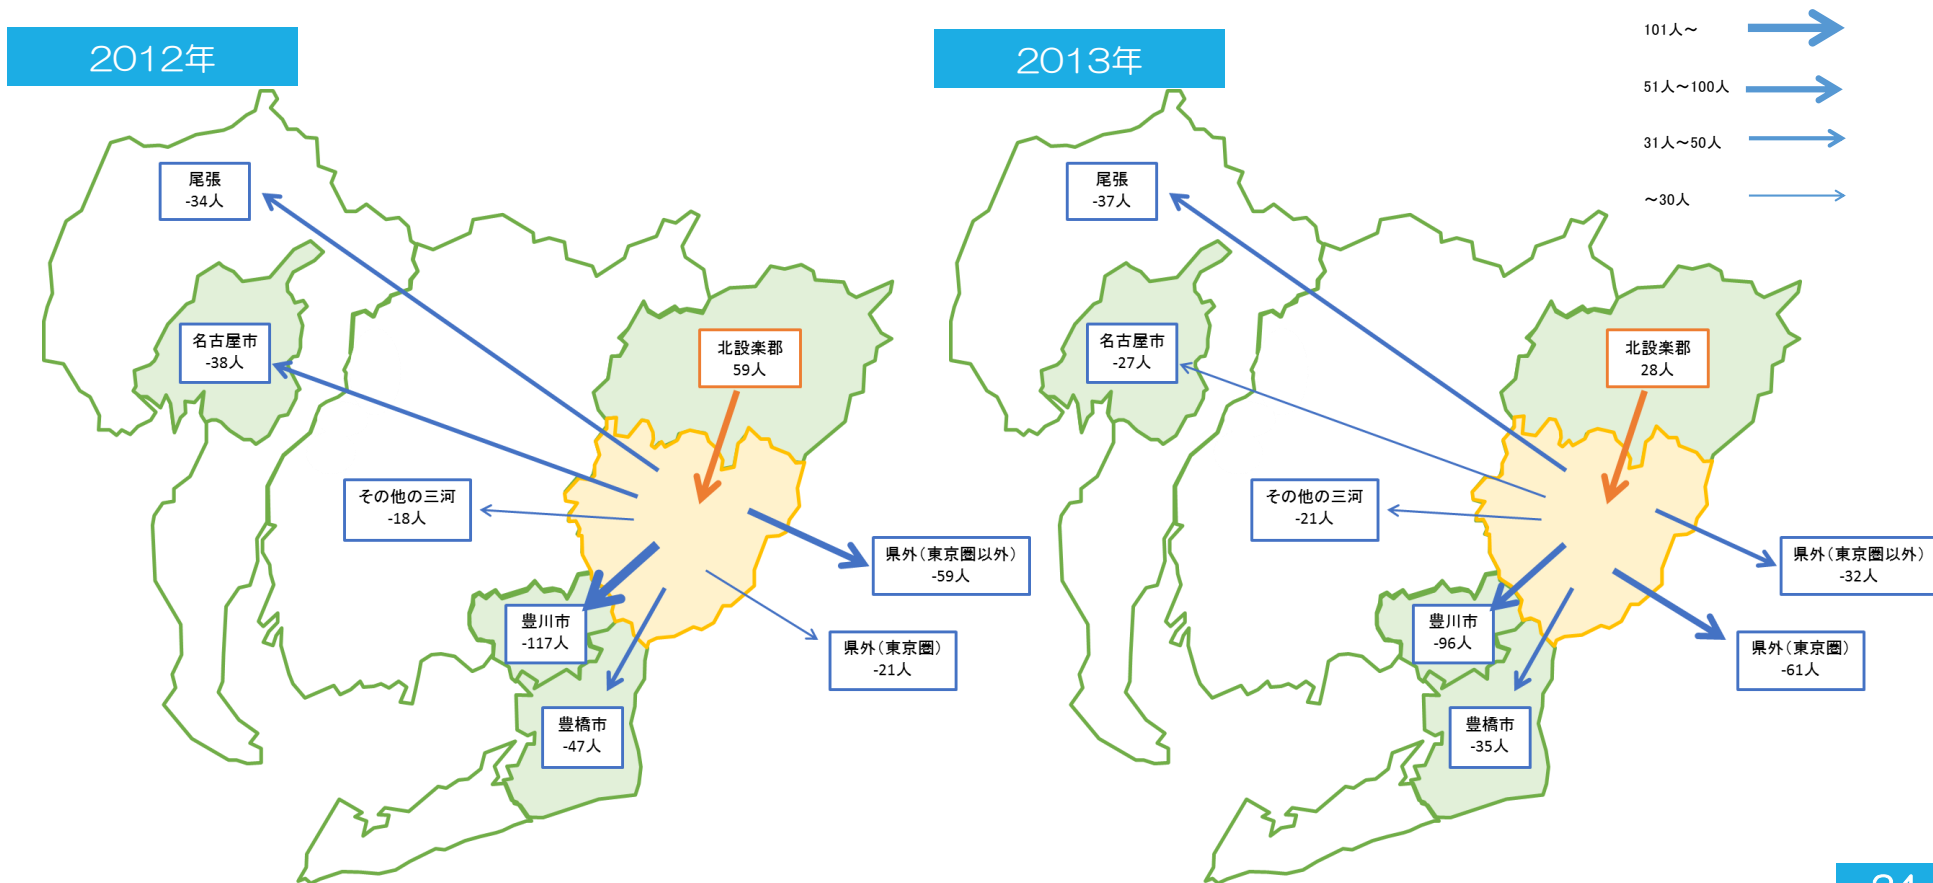 2012年
尾張
-34人
名古屋市
-38人
北設楽郡
59人
その他の三河
-18人
県外(東京圏以外)
-59人
豊川市
-117人
県外(東京圏)
-21人
豊橋市
-47人
2013年
101人～
51人～100人
31人～50人
～30人
尾張
-37人
名古屋市
-27人
北設楽郡
28人
その他の三河
-21人
県外(東京圏以外)
-32人
豊川市
-96人
県外(東京圏)
-61人
豊橋市
-35人